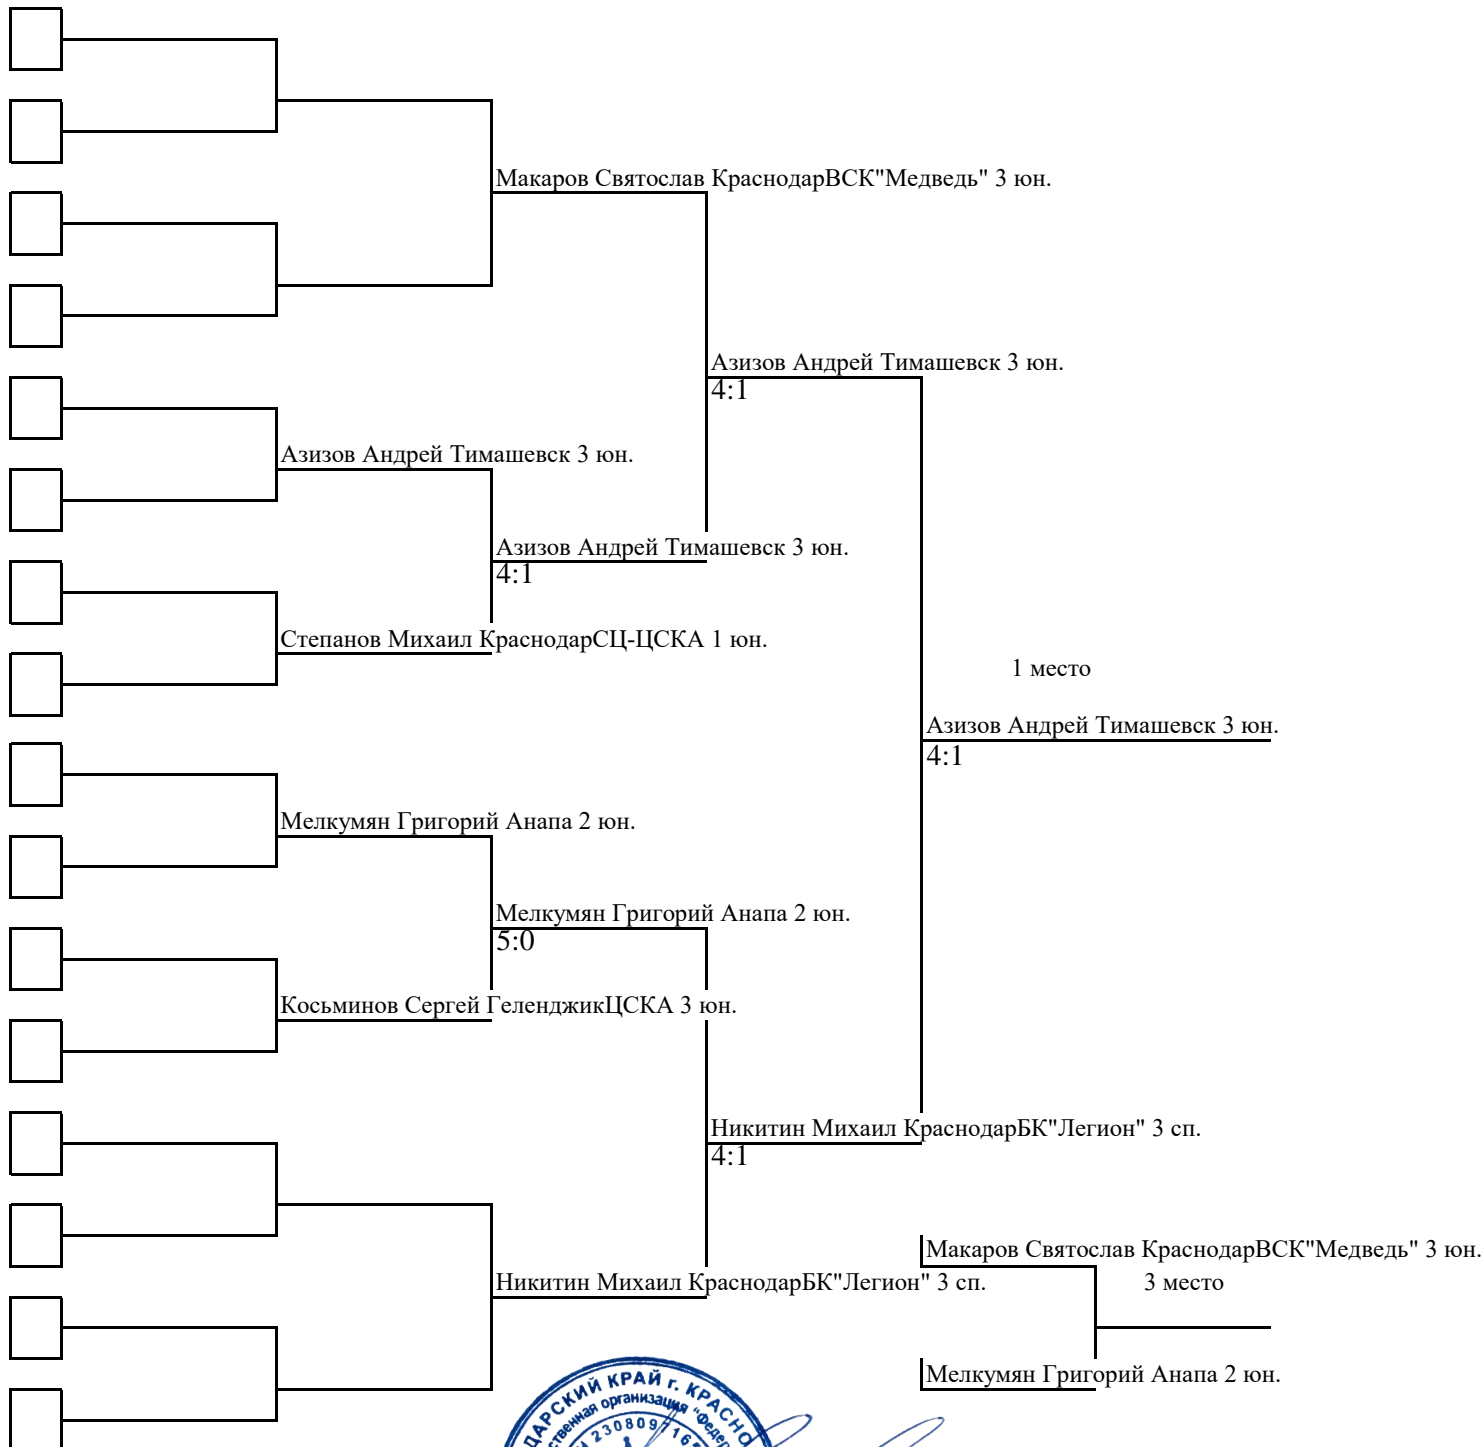 Макаров Святослав КраснодарВСК"Медведь" 3 юн.
Азизов Андрей Тимашевск 3 юн.
4:1
Азизов Андрей Тимашевск 3 юн.
Азизов Андрей Тимашевск 3 юн.
4:1
Степанов Михаил КраснодарСЦ-ЦСКА 1 юн.
1 место
Азизов Андрей Тимашевск 3 юн.
4:1
Мелкумян Григорий Анапа 2 юн.
Мелкумян Григорий Анапа 2 юн.
5:0
Косьминов Сергей ГеленджикЦСКА 3 юн.
Никитин Михаил КраснодарБК"Легион" 3 сп.
4:1
Макаров Святослав КраснодарВСК"Медведь" 3 юн.
Никитин Михаил КраснодарБК"Легион" 3 сп.
3 место
Мелкумян Григорий Анапа 2 юн.
КРАЙ г.
организация